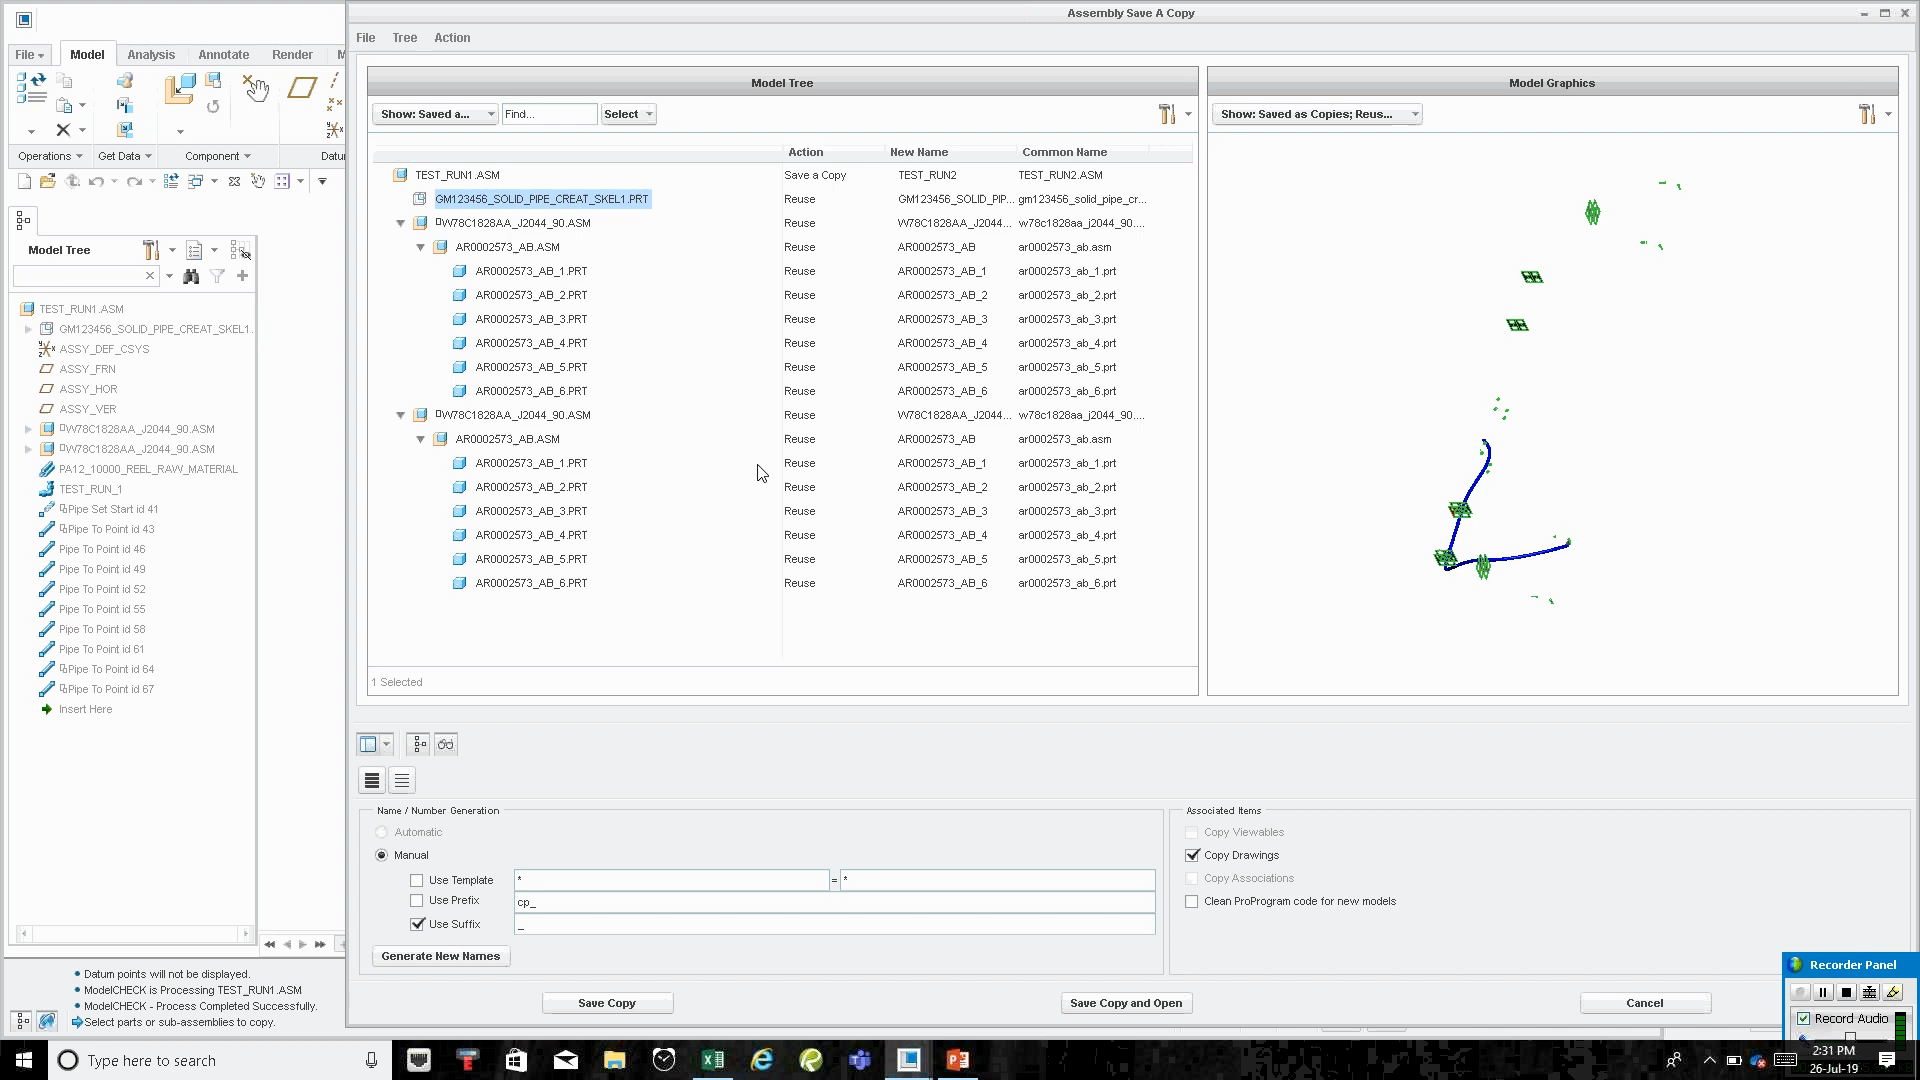 Assembly Save A Copy
File Tree Action
File Model Analysis Annotate Render
Operations Get Data Component
Model Tree
TEST_RUN1.ASM
GM123456_SOLID_PIPE_CREAT_SKEL1.
ASSY_DEF_CSYS
ASSY_FRN
ASSY_HOR
ASSY_VER
W78C1828AA_J2044_90.ASM
W78C1828AA_J2044_90.ASM
PA12_10000_REEL_RAW_MATERIAL
TEST_RUN_1
Pipe Set Start id 41
Pipe To Point id 43
Pipe To Point id 46
Pipe To Point id 49
Pipe To Point id 52
Pipe To Point id 55
Pipe To Point id 58
Pipe To Point id 61
Pipe To Point id 64
Pipe To Point id 67
Insert Here
Datum points will not be displayed.
ModelCHECK is Processing TEST_RUN1.ASM
ModelCHECK - Process Completed Successfully.
Select parts or sub-assemblies to copy.
Model Tree
Show: Saved a... Find... Select
Action New Name Common Name
TEST_RUN1.ASM Save a Copy TEST_RUN2 TEST_RUN2.ASM
GM123456_SOLID_PIPE_CREAT_SKEL1.PRT Reuse GM123456_SOLID_PIP... gm123456_solid_pipe_cr...
W78C1828AA_J2044_90.ASM Reuse W78C1828AA_J2044... w78c1828aa_j2044_90....
AR0002573_AB.ASM Reuse AR0002573_AB ar0002573_ab.asm
AR0002573_AB_1.PRT Reuse AR0002573_AB_1 ar0002573_ab_1.prt
AR0002573_AB_2.PRT Reuse AR0002573_AB_2 ar0002573_ab_2.prt
AR0002573_AB_3.PRT Reuse AR0002573_AB_3 ar0002573_ab_3.prt
AR0002573_AB_4.PRT Reuse AR0002573_AB_4 ar0002573_ab_4.prt
AR0002573_AB_5.PRT Reuse AR0002573_AB_5 ar0002573_ab_5.prt
AR0002573_AB_6.PRT Reuse AR0002573_AB_6 ar0002573_ab_6.prt
W78C1828AA_J2044_90.ASM Reuse W78C1828AA_J2044... w78c1828aa_j2044_90....
AR0002573_AB.ASM Reuse AR0002573_AB ar0002573_ab.asm
AR0002573_AB_1.PRT Reuse AR0002573_AB_1 ar0002573_ab_1.prt
AR0002573_AB_2.PRT Reuse AR0002573_AB_2 ar0002573_ab_2.prt
AR0002573_AB_3.PRT Reuse AR0002573_AB_3 ar0002573_ab_3.prt
AR0002573_AB_4.PRT Reuse AR0002573_AB_4 ar0002573_ab_4.prt
AR0002573_AB_5.PRT Reuse AR0002573_AB_5 ar0002573_ab_5.prt
AR0002573_AB_6.PRT Reuse AR0002573_AB_6 ar0002573_ab_6.prt
1 Selected
Model Graphics
Show: Saved as Copies; Reus...
Name / Number Generation
Automatic
Manual
Use Template * = *
Use Prefix cp_
Use Suffix _
Generate New Names
Associated Items
Copy Viewables
Copy Drawings
Copy Associations
Clean ProProgram code for new models
Save Copy Save Copy and Open Cancel
Recorder Panel
Record Audio
Type here to search
2:31 PM
26-Jul-19